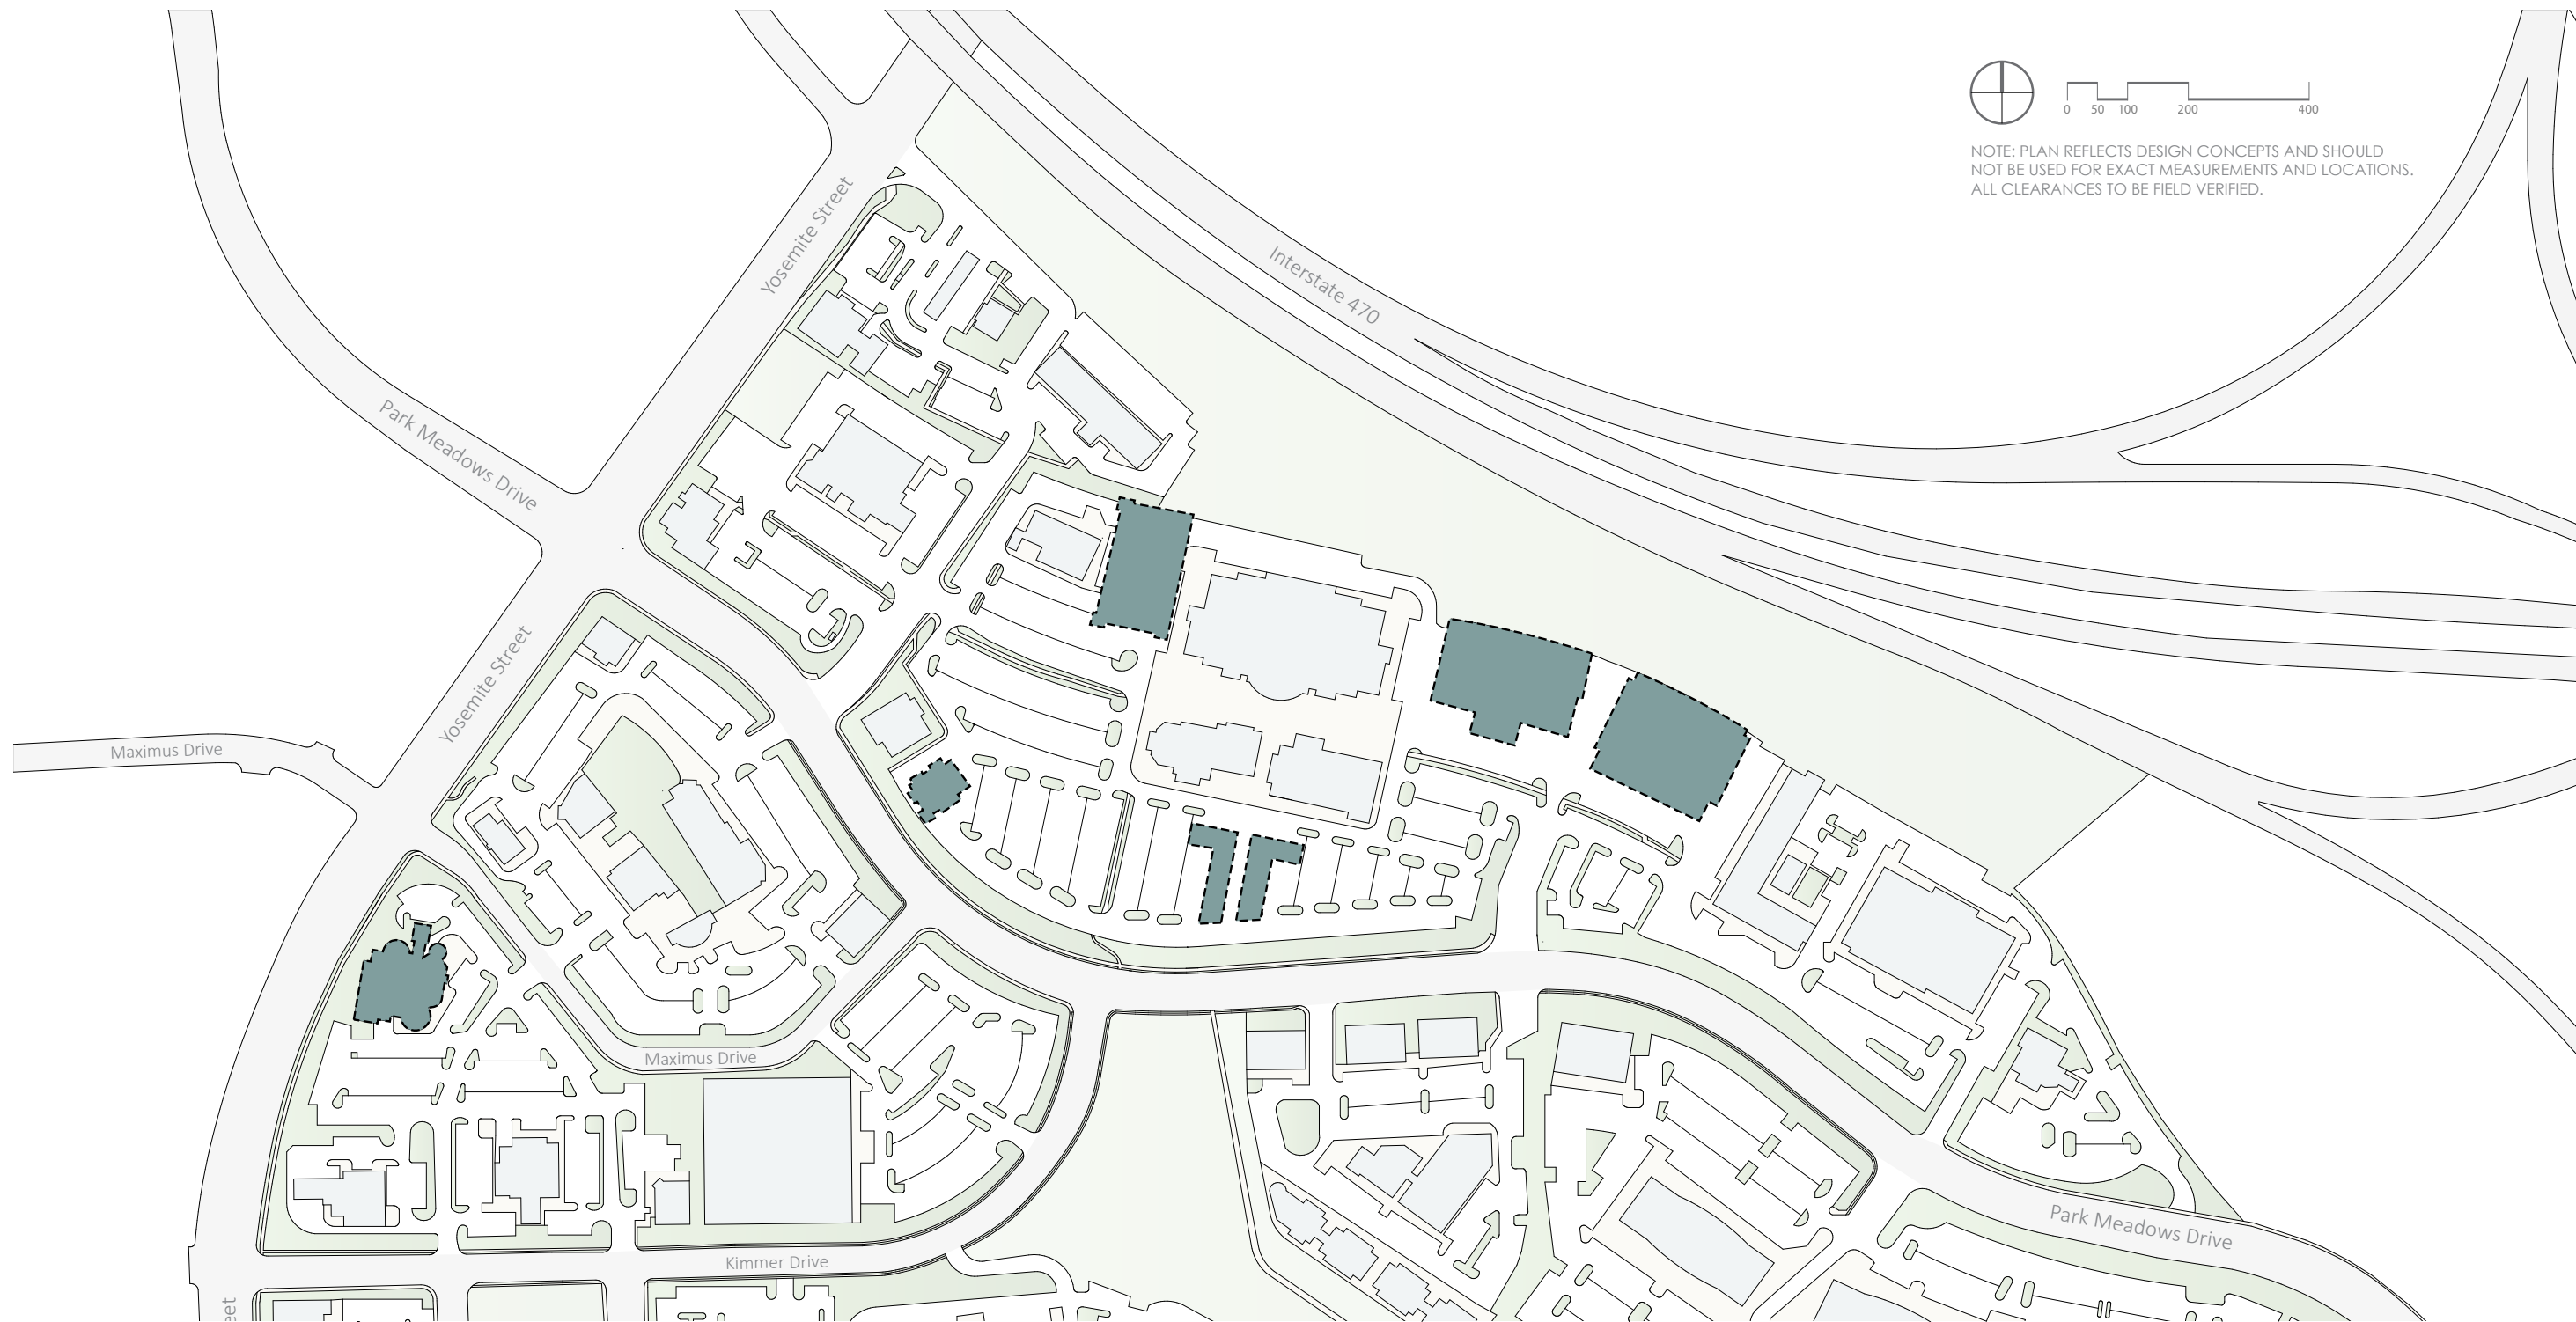 0 50 100 200 400
NOTE: PLAN REFLECTS DESIGN CONCEPTS AND SHOULD
NOT BE USED FOR EXACT MEASUREMENTS AND LOCATIONS.
ALL CLEARANCES TO BE FIELD VERIFIED.
Yosemite Street
Interstate 470
Park Meadows Drive
Yosemite Street
Maximus Drive
Maximus Drive
Park Meadows Drive
Kimmer Drive